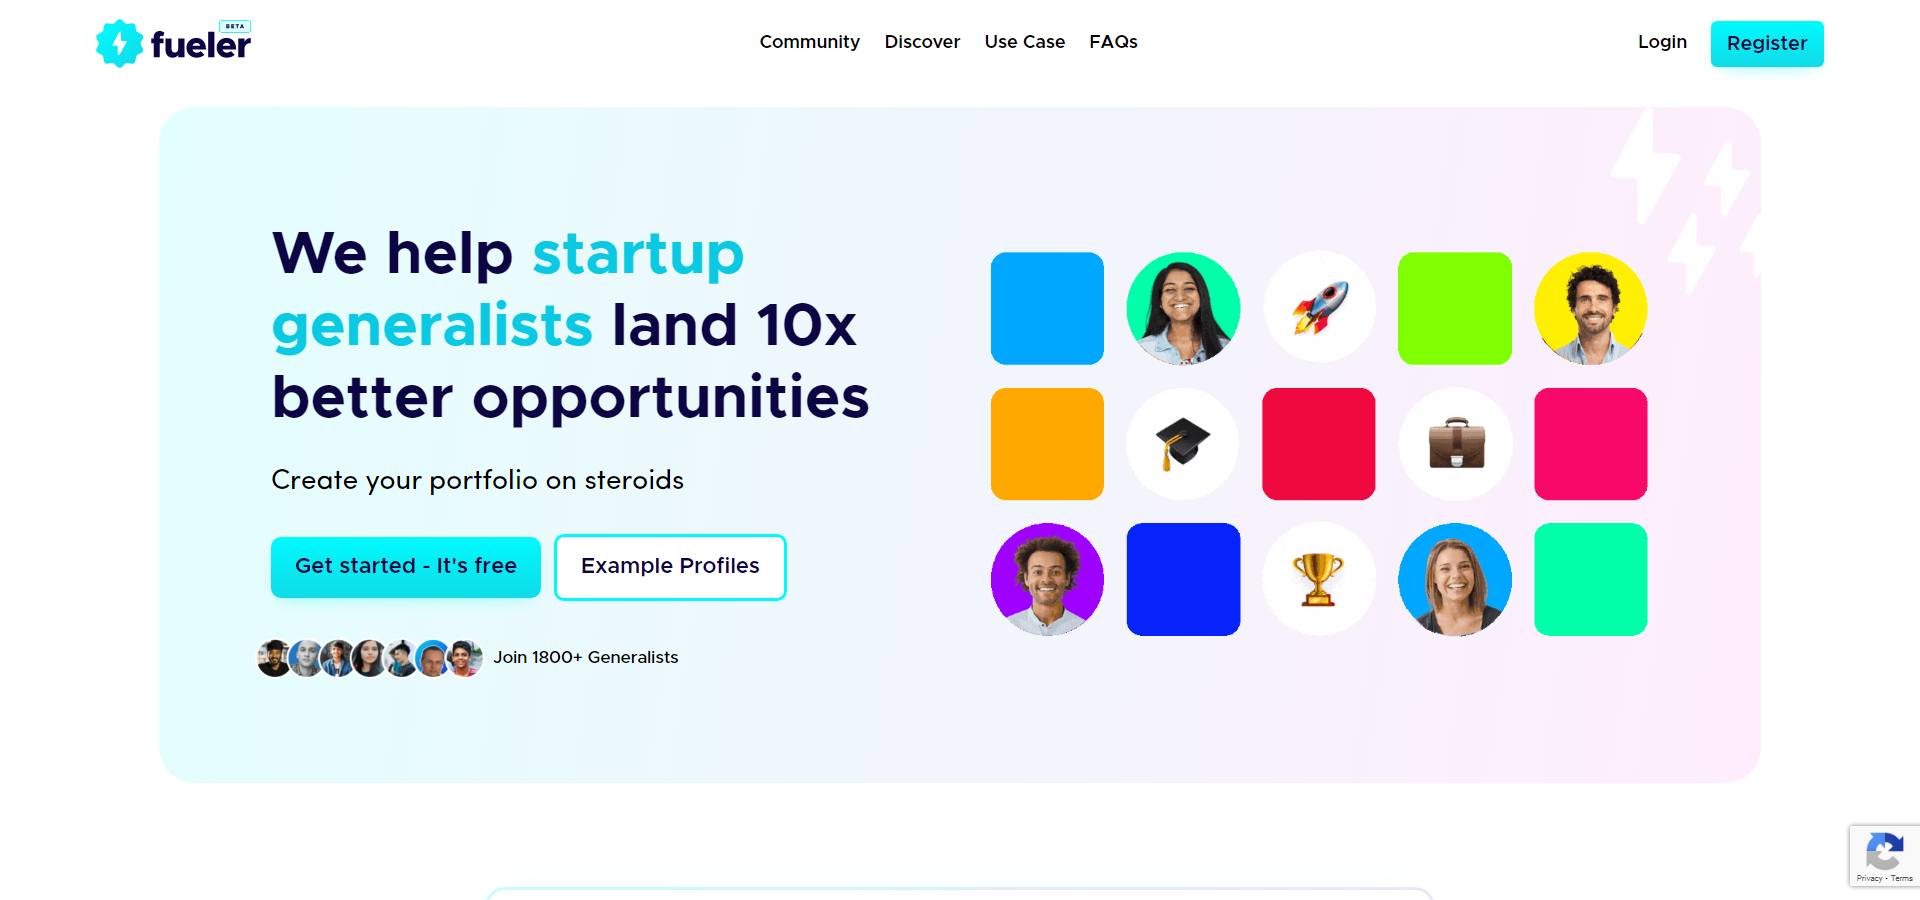 fueler
BETA
Community
Discover
Use Case
FAQs
Login
Register
We help startup
generalists land 10x
better opportunities
Create your portfolio on steroids
Get started - It's free
Example Profiles
Join 1800+ Generalists
Privacy - Terms